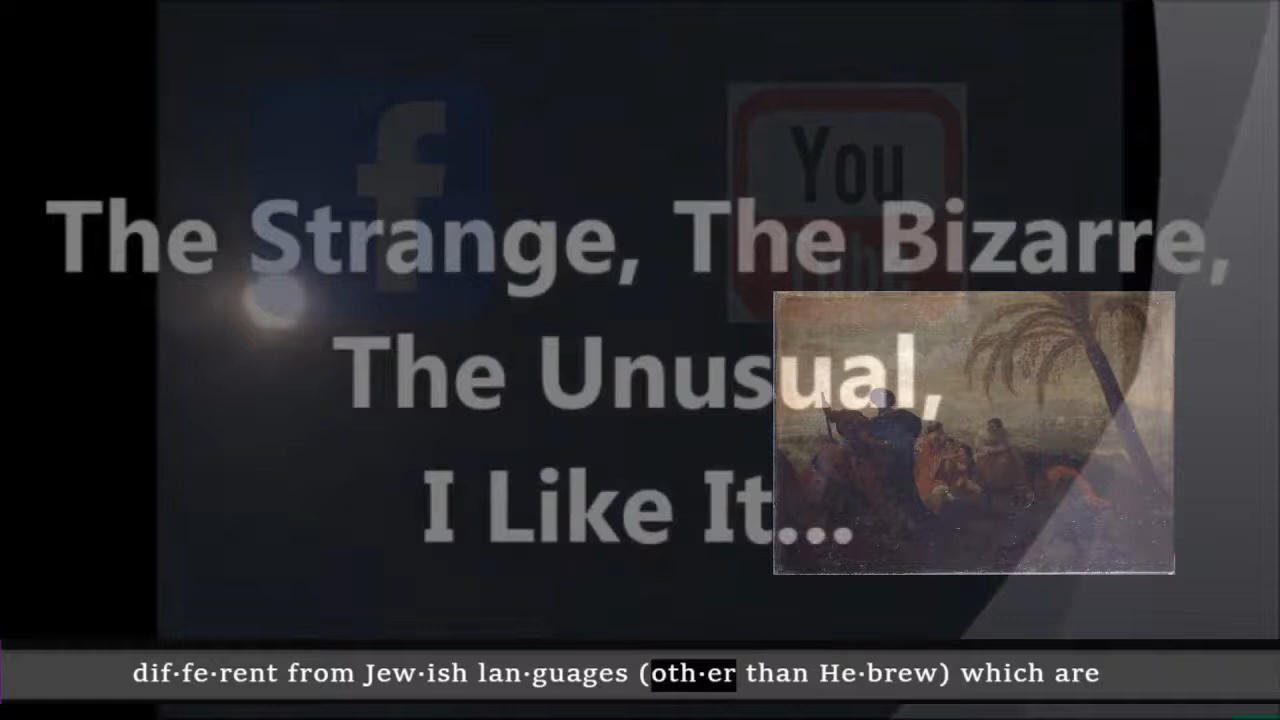 f
You
Tube
The Strange, The Bizarre,
The Unusual,
I Like It...
dif·fe·rent from Jew·ish lan·guages (oth·er than He·brew) which are